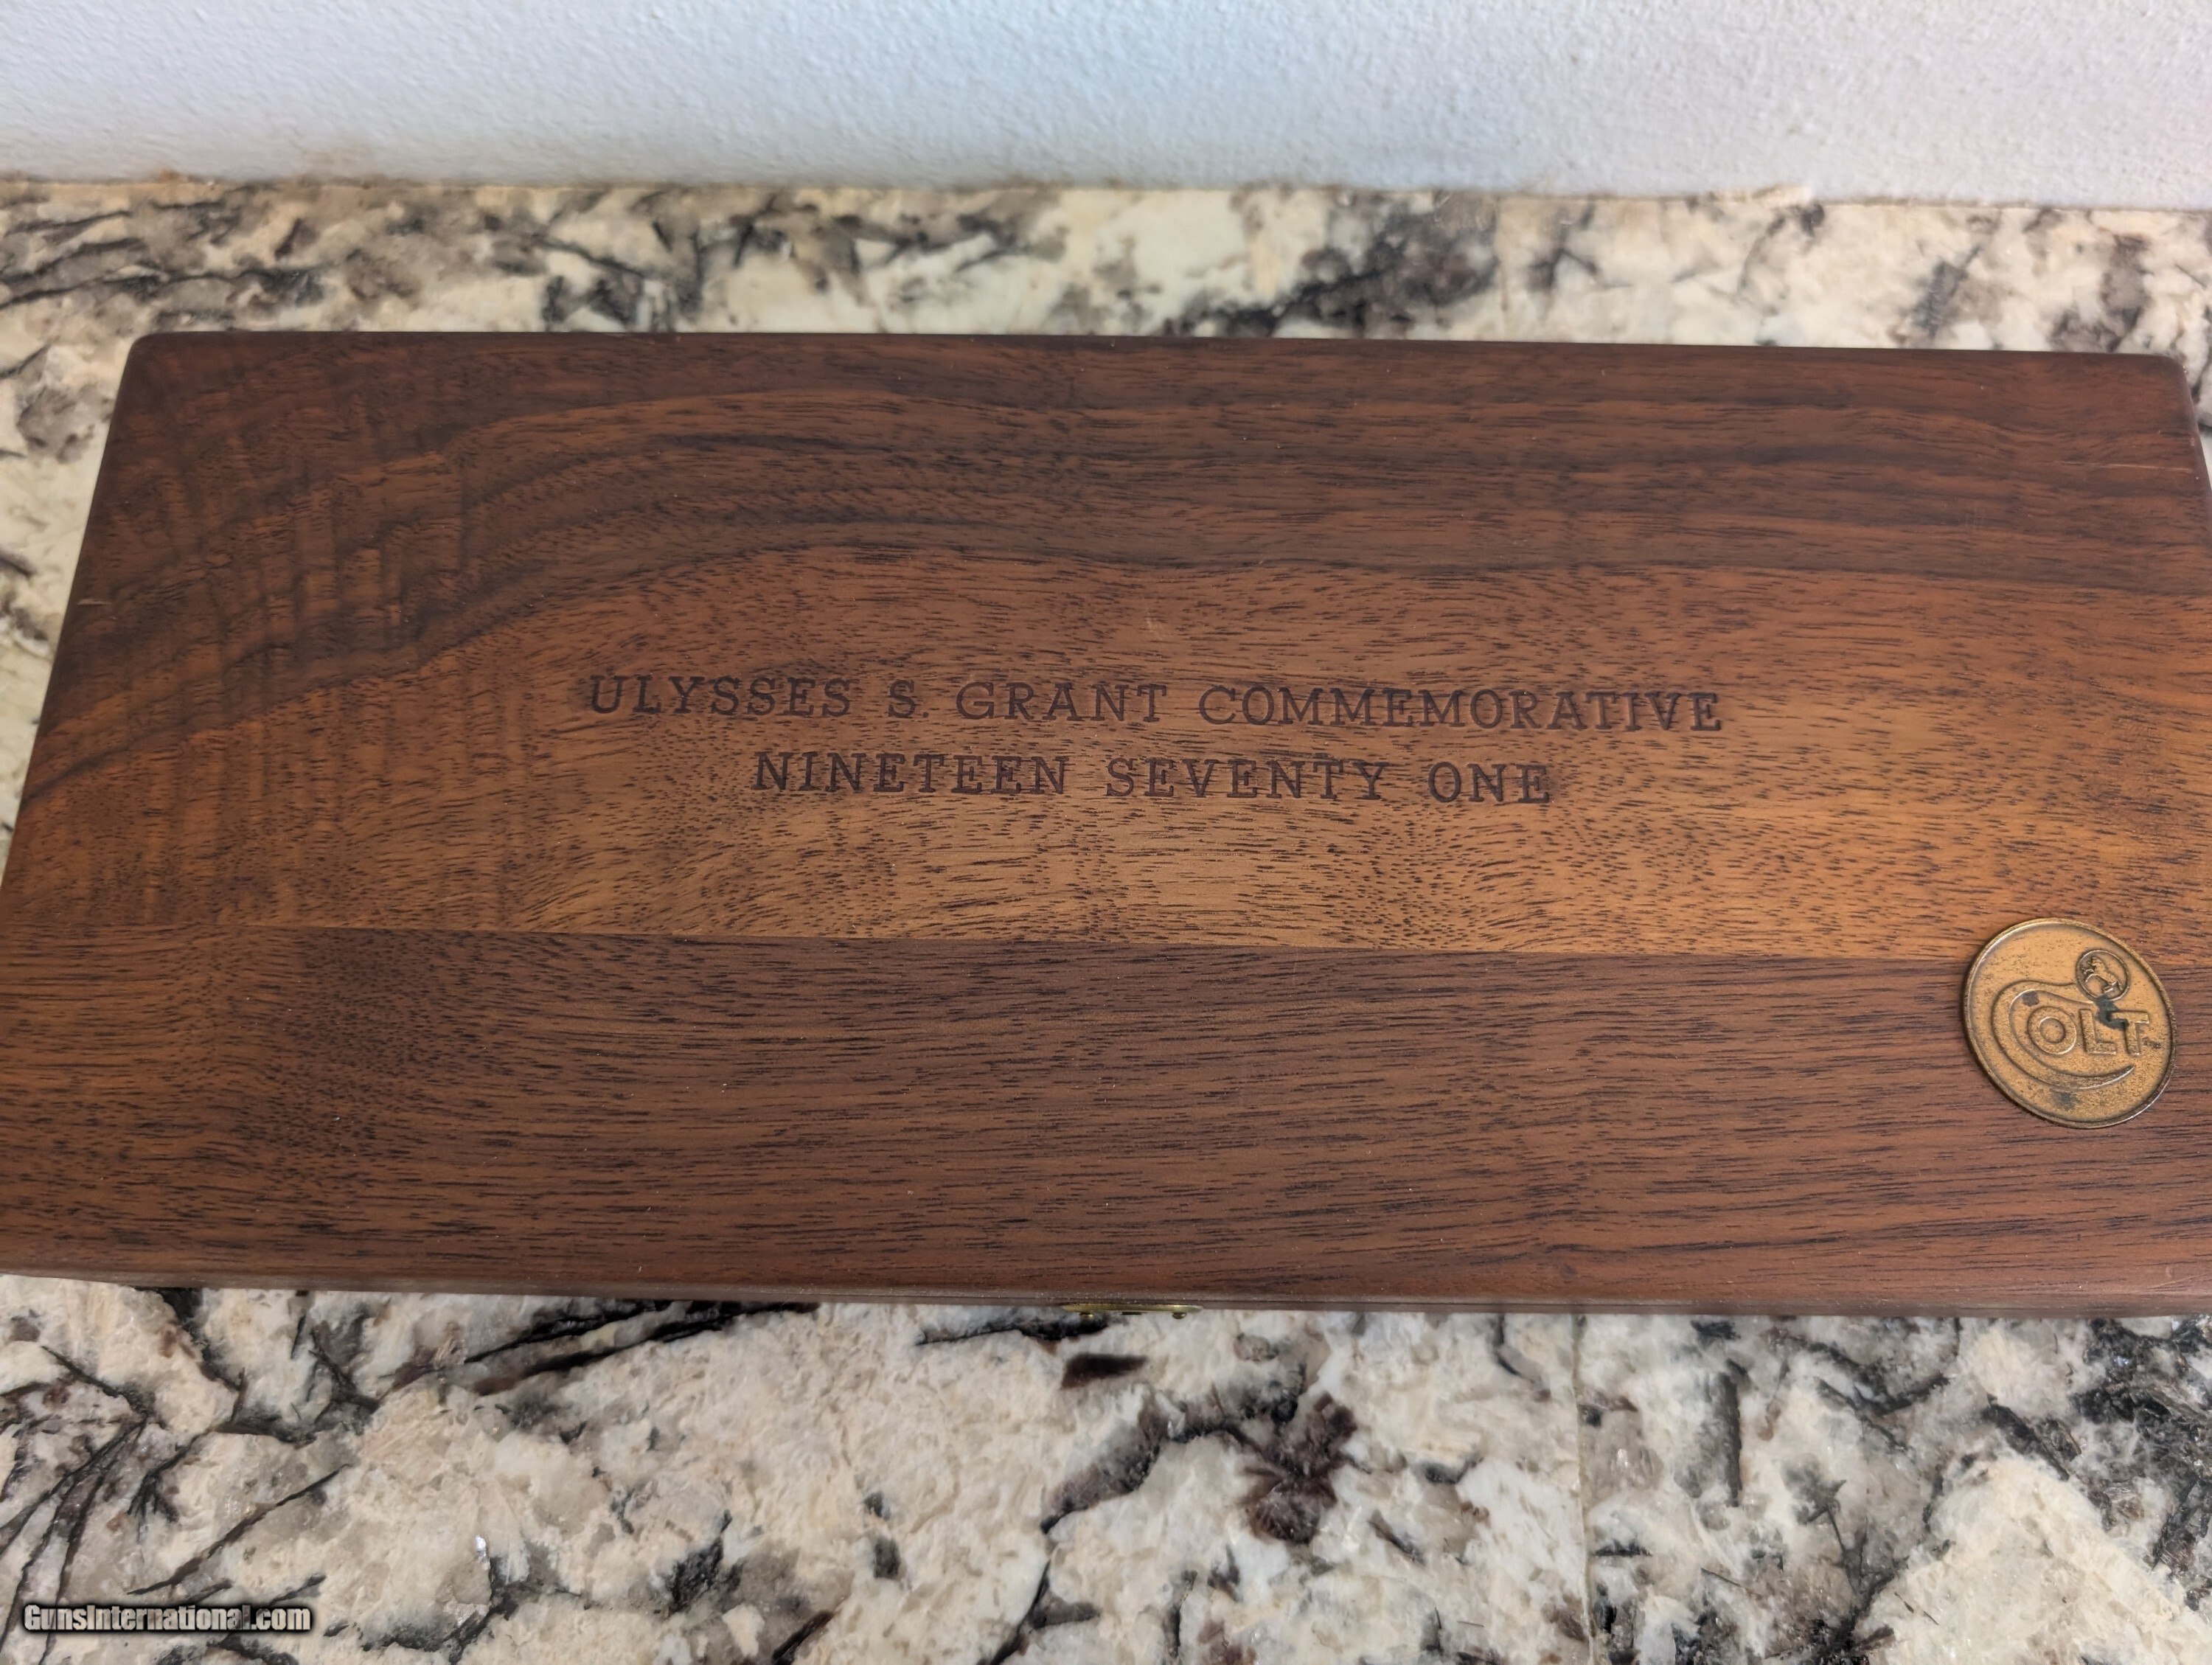 ULYSSES S. GRANT COMMEMORATIVE
NINETEEN SEVENTY ONE
COLT
GunsInternational.com